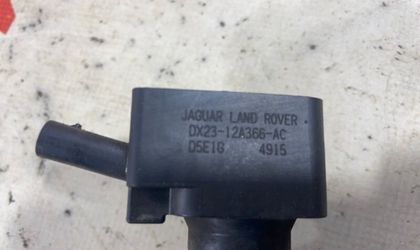 JAGUAR LAND ROVER
DX23-12A366-AC
D5E1G 4915